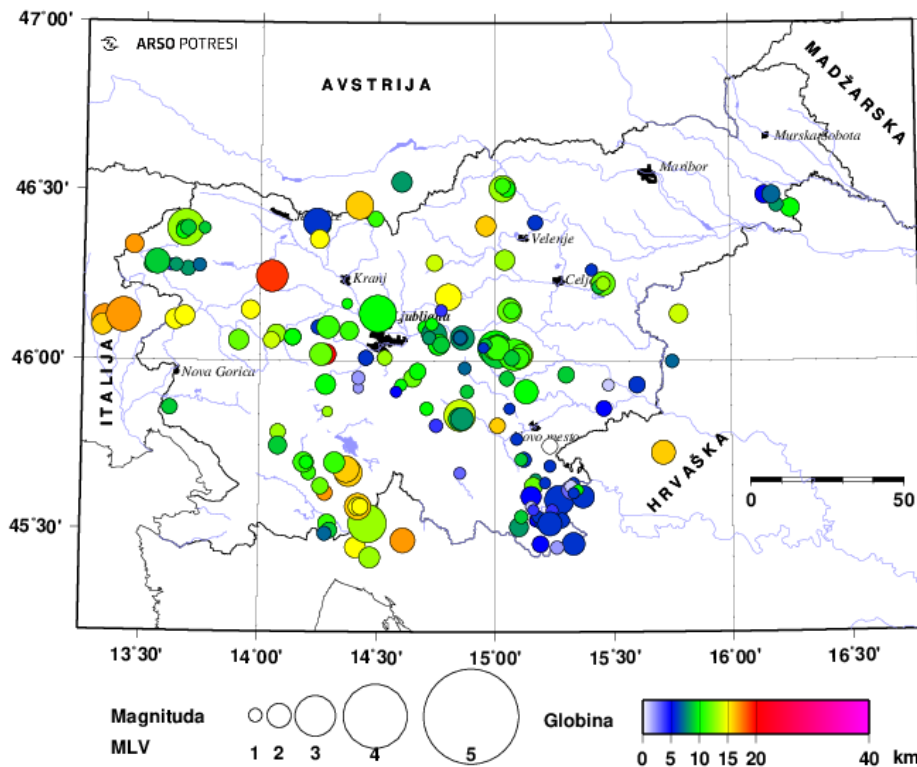 47°00'
ARSO POTRESI
AVSTRIJA
MADŽARSKA
Murska Sobota
Maribor
46°30'
Velenje
Celje
Kranj
Ljubljana
46°00'
Nova Gorica
ITALIJA
Novo mesto
HRVAŠKA
0 50
km
45°30'
13°30' 14°00' 14°30' 15°00' 15°30' 16°00' 16°30'
Magnituda
MLV
1 2 3 4 5
Globina
0 5 10 15 20 40 km